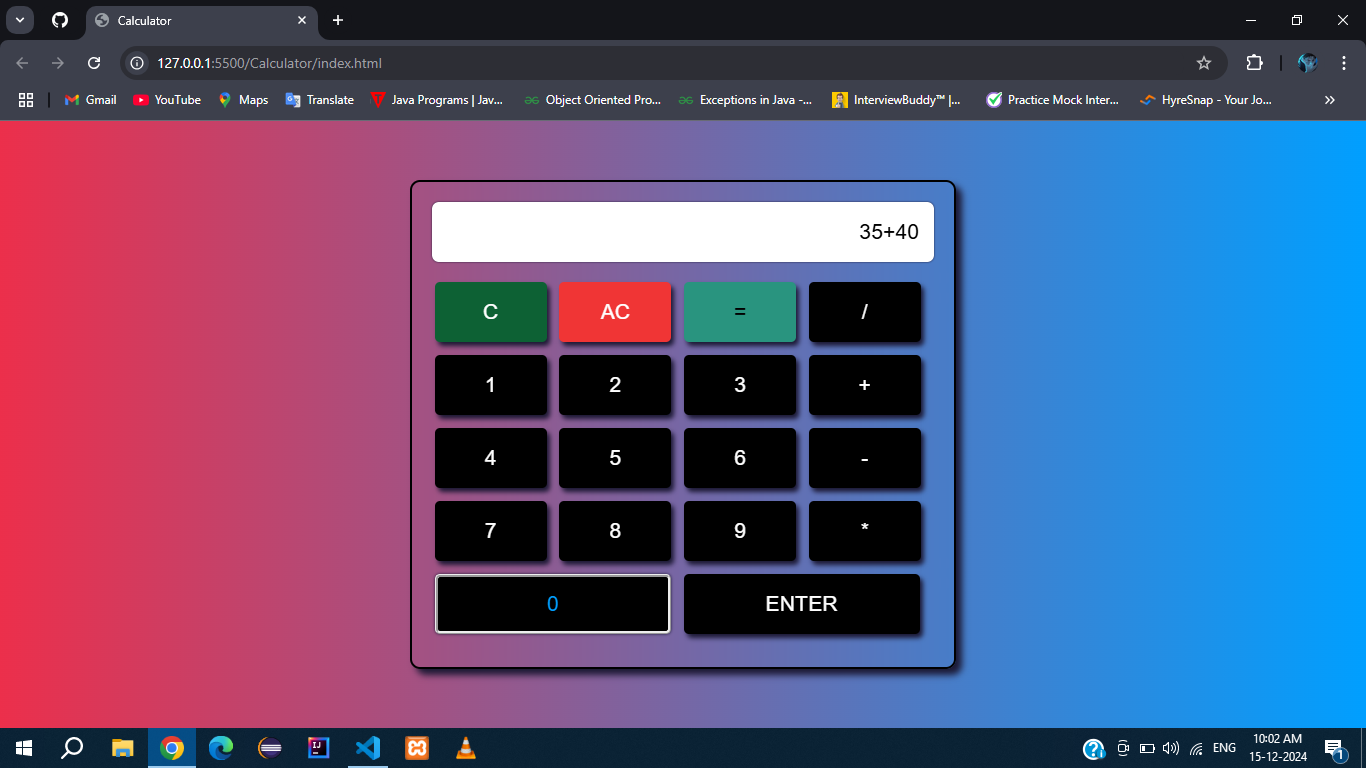 Calculator
127.0.0.1:5500/Calculator/index.html
Gmail YouTube Maps Translate Java Programs | Jav... Object Oriented Pro... Exceptions in Java -... InterviewBuddy™ |... Practice Mock Inter... HyreSnap - Your Jo...
35+40
C AC = /
1 2 3 +
4 5 6 -
7 8 9 *
0 ENTER
ENG 10:02 AM
15-12-2024 1